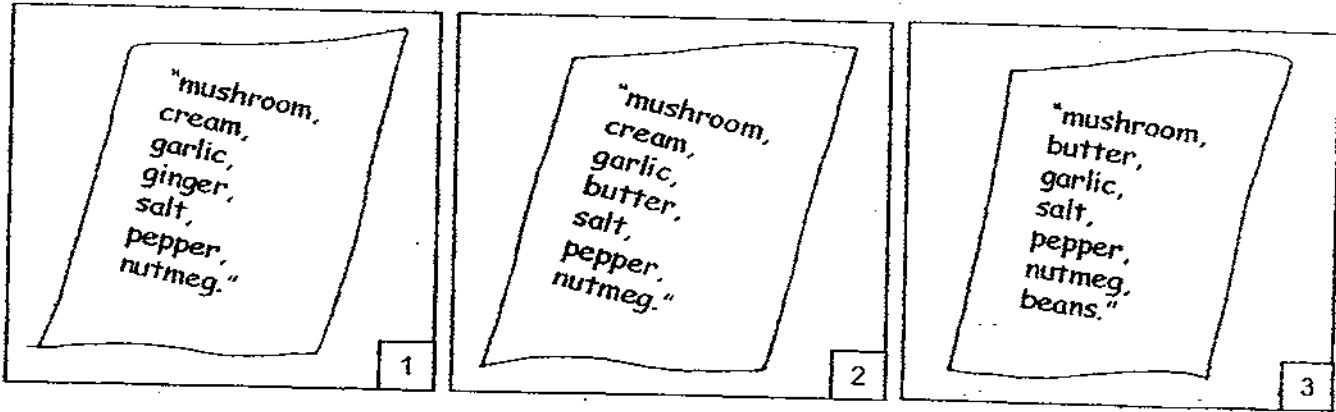 "mushroom,
cream,
garlic,
ginger,
salt,
pepper,
nutmeg."
1
"mushroom,
cream,
garlic,
butter,
salt,
pepper,
nutmeg."
2
"mushroom,
butter,
garlic,
salt,
pepper,
nutmeg,
beans."
3